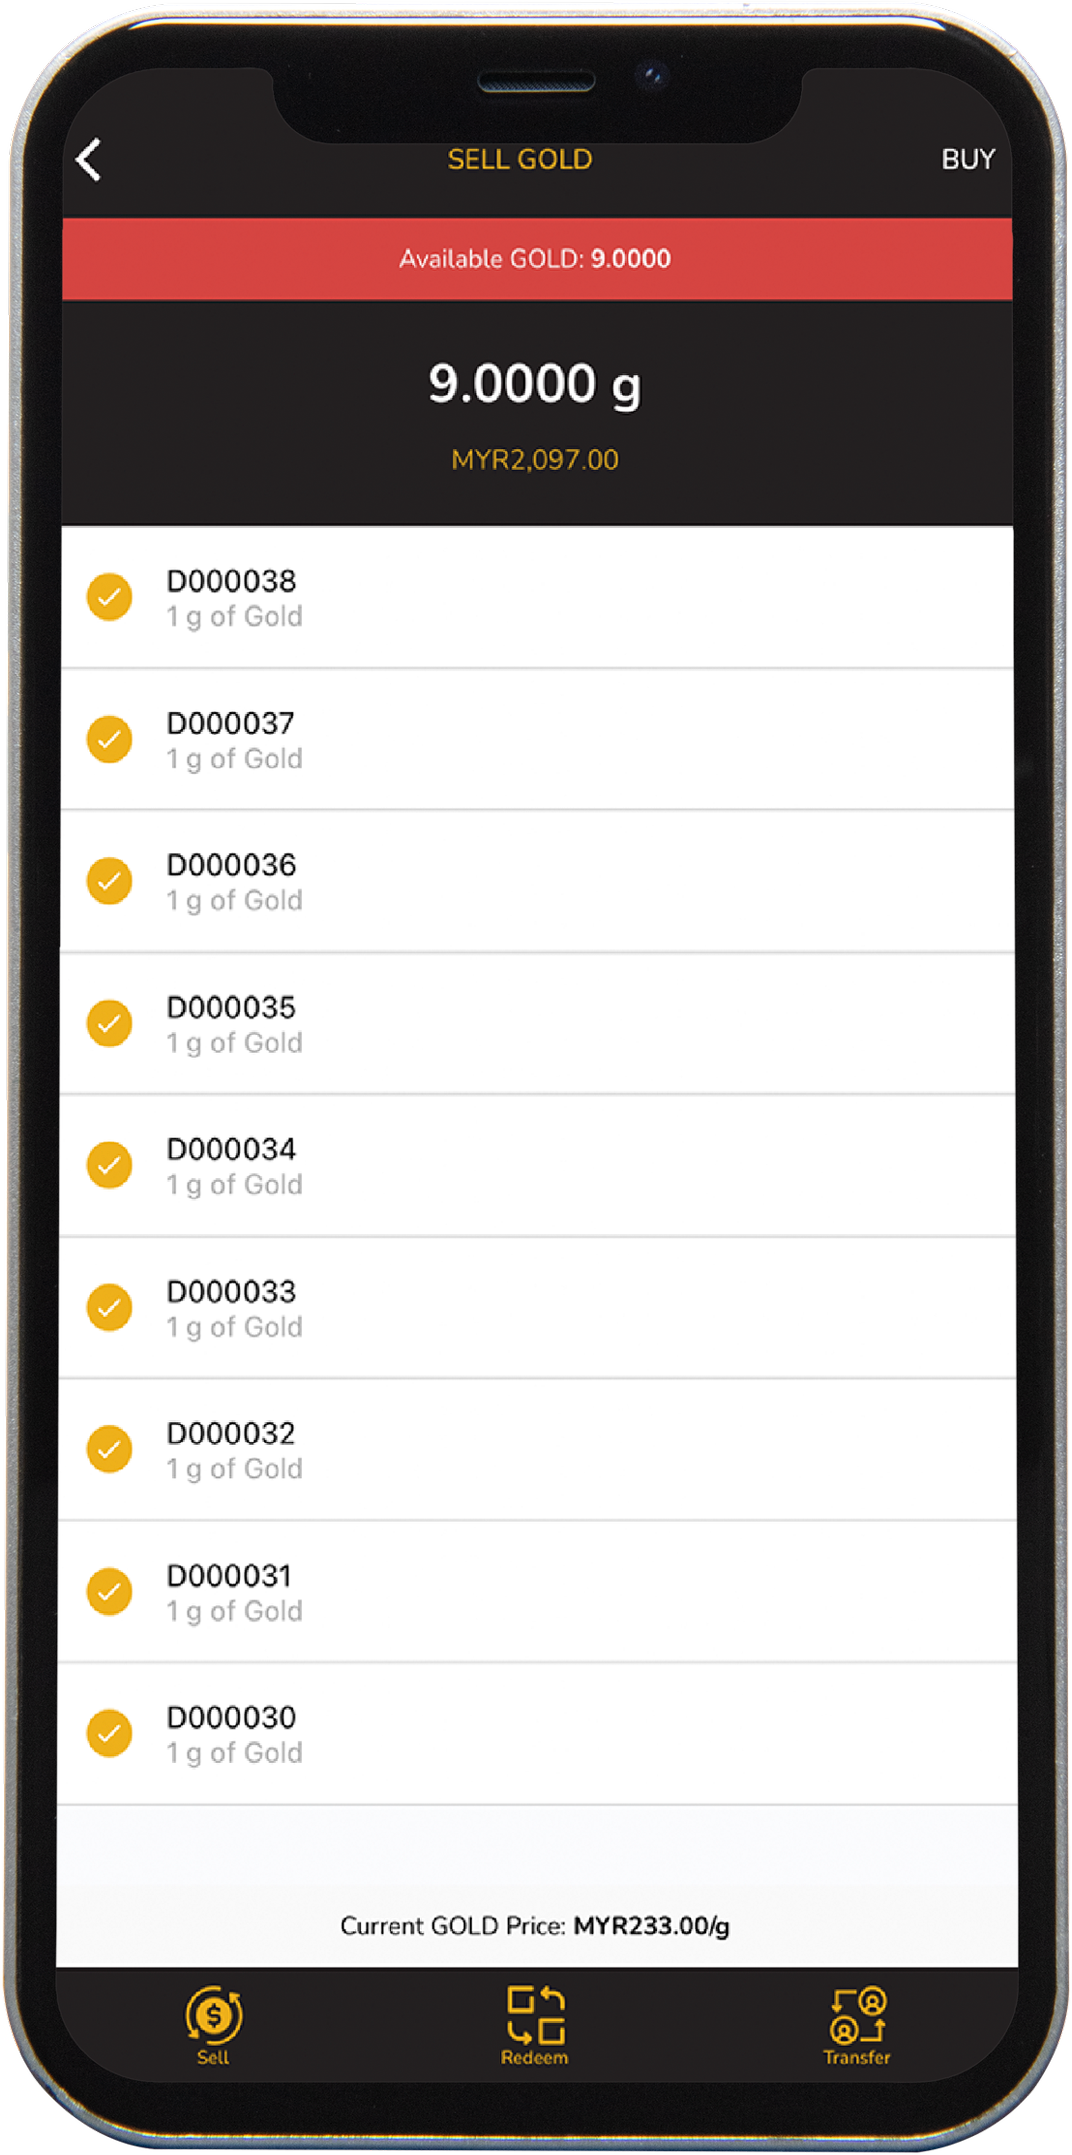 SELL GOLD
BUY
Available GOLD: 9.0000
9.0000 g
MYR2,097.00
D000038
1 g of Gold
D000037
1 g of Gold
D000036
1 g of Gold
D000035
1 g of Gold
D000034
1 g of Gold
D000033
1 g of Gold
D000032
1 g of Gold
D000031
1 g of Gold
D000030
1 g of Gold
Current GOLD Price: MYR233.00/g
$
Sell
Redeem
Transfer